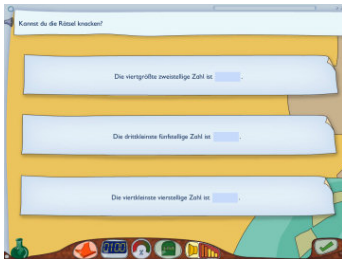 Kannst du die Rätsel knacken?
Die viertgrößte zweistellige Zahl ist .
Die drittkleinste fünfstellige Zahl ist .
Die viertkleinste vierstellige Zahl ist .